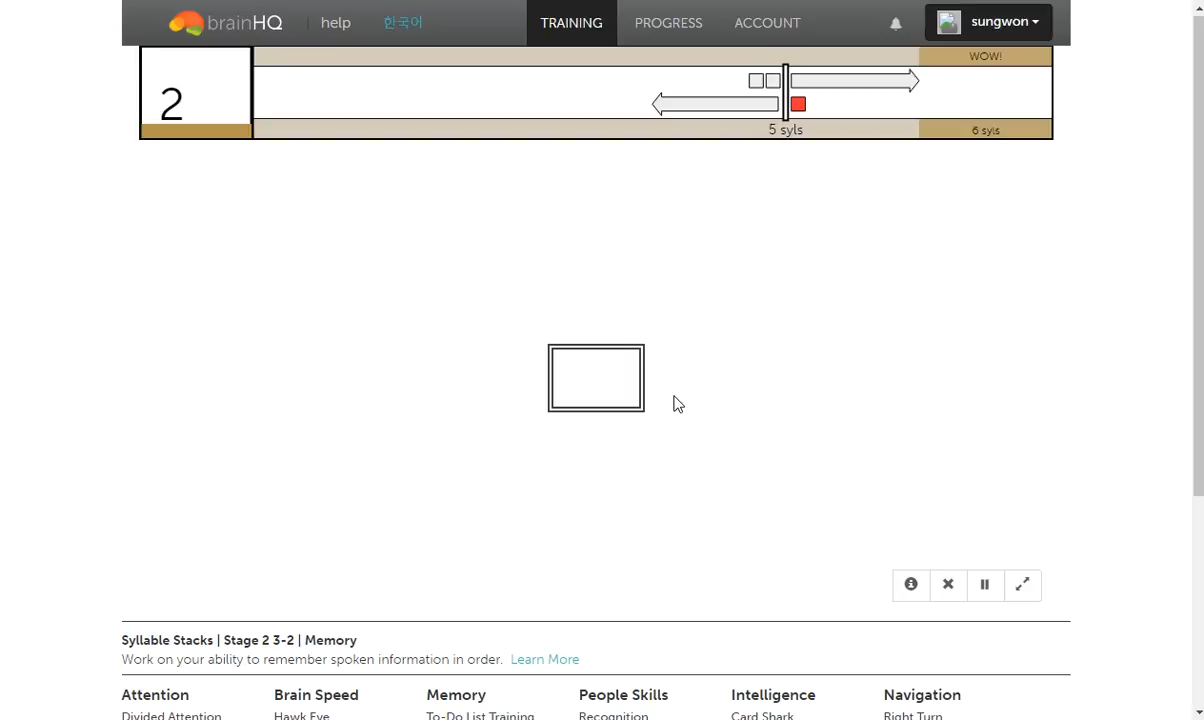 brainHQ | help 한국어 TRAINING PROGRESS ACCOUNT sungwon
WOW!
2
5 syls 6 syls
Syllable Stacks | Stage 2 3-2 | Memory
Work on your ability to remember spoken information in order. Learn More
Attention Brain Speed Memory People Skills Intelligence Navigation
Divided Attention Hawk Eye To-Do List Training Recognition Card Shark Right Turn